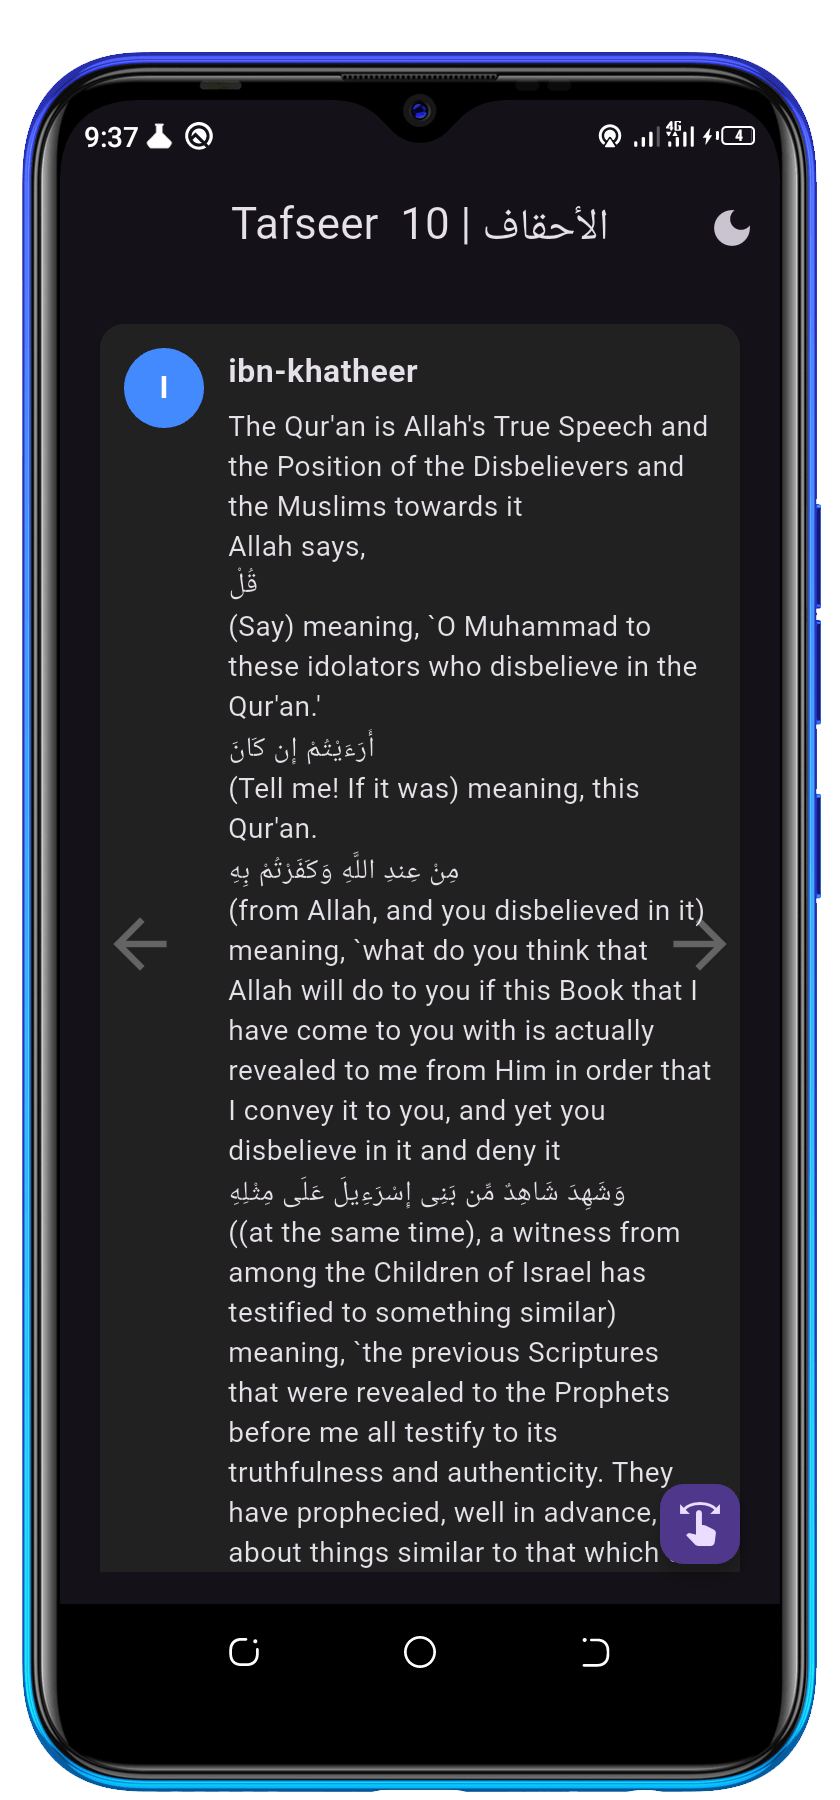 9:37
4G
4
Tafseer 10 | الأحقاف
I
ibn-khatheer
The Qur'an is Allah's True Speech and
the Position of the Disbelievers and
the Muslims towards it
Allah says,
قُلْ
(Say) meaning, `O Muhammad to
these idolators who disbelieve in the
Qur'an.'
أَرَءَيْتُمْ إِن كَانَ
(Tell me! If it was) meaning, this
Qur'an.
مِنْ عِندِ اللَّهِ وَكَفَرْتُمْ بِهِ
(from Allah, and you disbelieved in it)
meaning, `what do you think that
Allah will do to you if this Book that I
have come to you with is actually
revealed to me from Him in order that
I convey it to you, and yet you
disbelieve in it and deny it
وَشَهِدَ شَاهِدٌ مِّن بَنِى إِسْرَءِيلَ عَلَى مِثْلِهِ
((at the same time), a witness from
among the Children of Israel has
testified to something similar)
meaning, `the previous Scriptures
that were revealed to the Prophets
before me all testify to its
truthfulness and authenticity. They
have prophecied, well in advance,
about things similar to that which